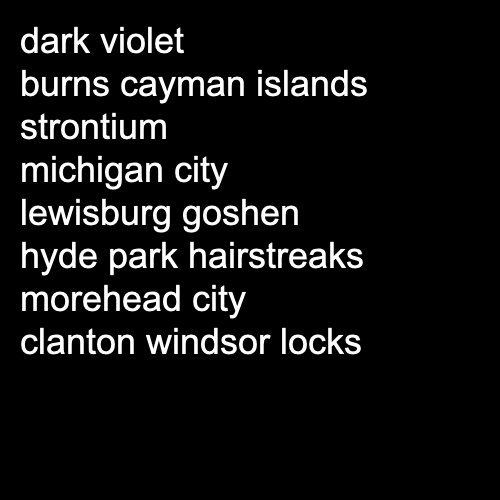 dark violet
burns cayman islands
strontium
michigan city
lewisburg goshen
hyde park hairstreaks
morehead city
clanton windsor locks